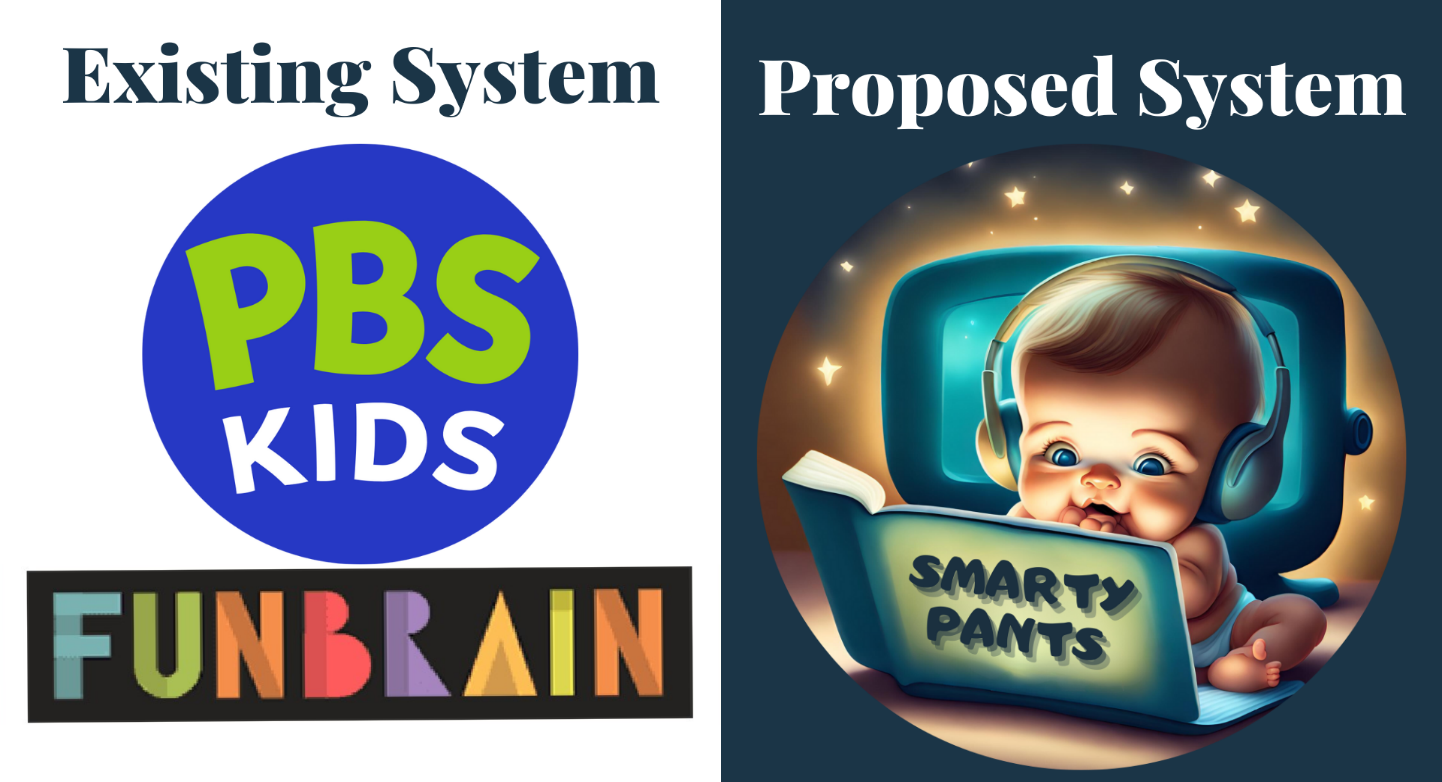 Existing System
PBS
KIDS
FUNBRAIN
Proposed System
SMARTY
PANTS